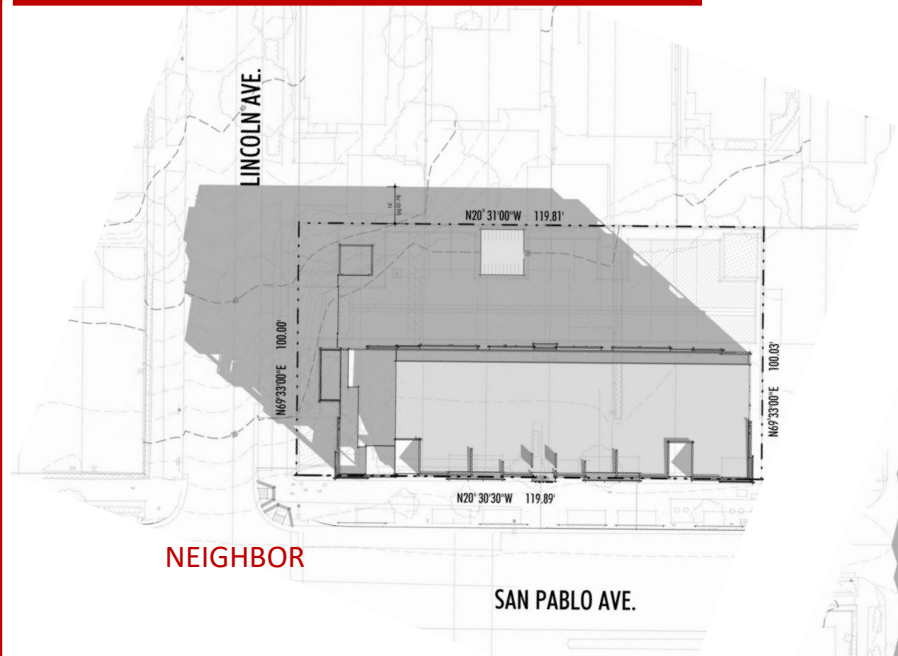 LINCOLN AVE.
N20°31'00"W 119.81'
N69°33'00"E 100.00'
N69°33'00"E 100.03'
N20°30'30"W 119.89'
NEIGHBOR
SAN PABLO AVE.